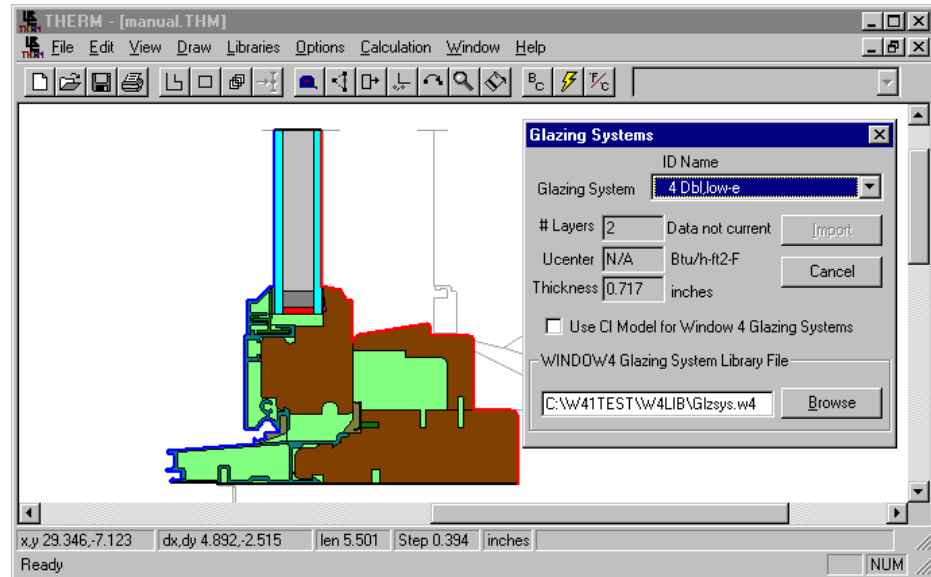 THERM - [manual.THM]
File Edit View Draw Libraries Options Calculation Window Help
BC F/C
Glazing Systems
ID Name
Glazing System 4 Dbl,low-e
# Layers 2 Data not current Import
Ucenter N/A Btu/h-ft2-F
Cancel
Thickness 0.717 inches
Use CI Model for Window 4 Glazing Systems
WINDOW4 Glazing System Library File
C:\W41TEST\W4LIB\Glzsys.w4 Browse
x,y 29.346,-7.123 dx,dy 4.892,-2.515 len 5.501 Step 0.394 inches
Ready NUM